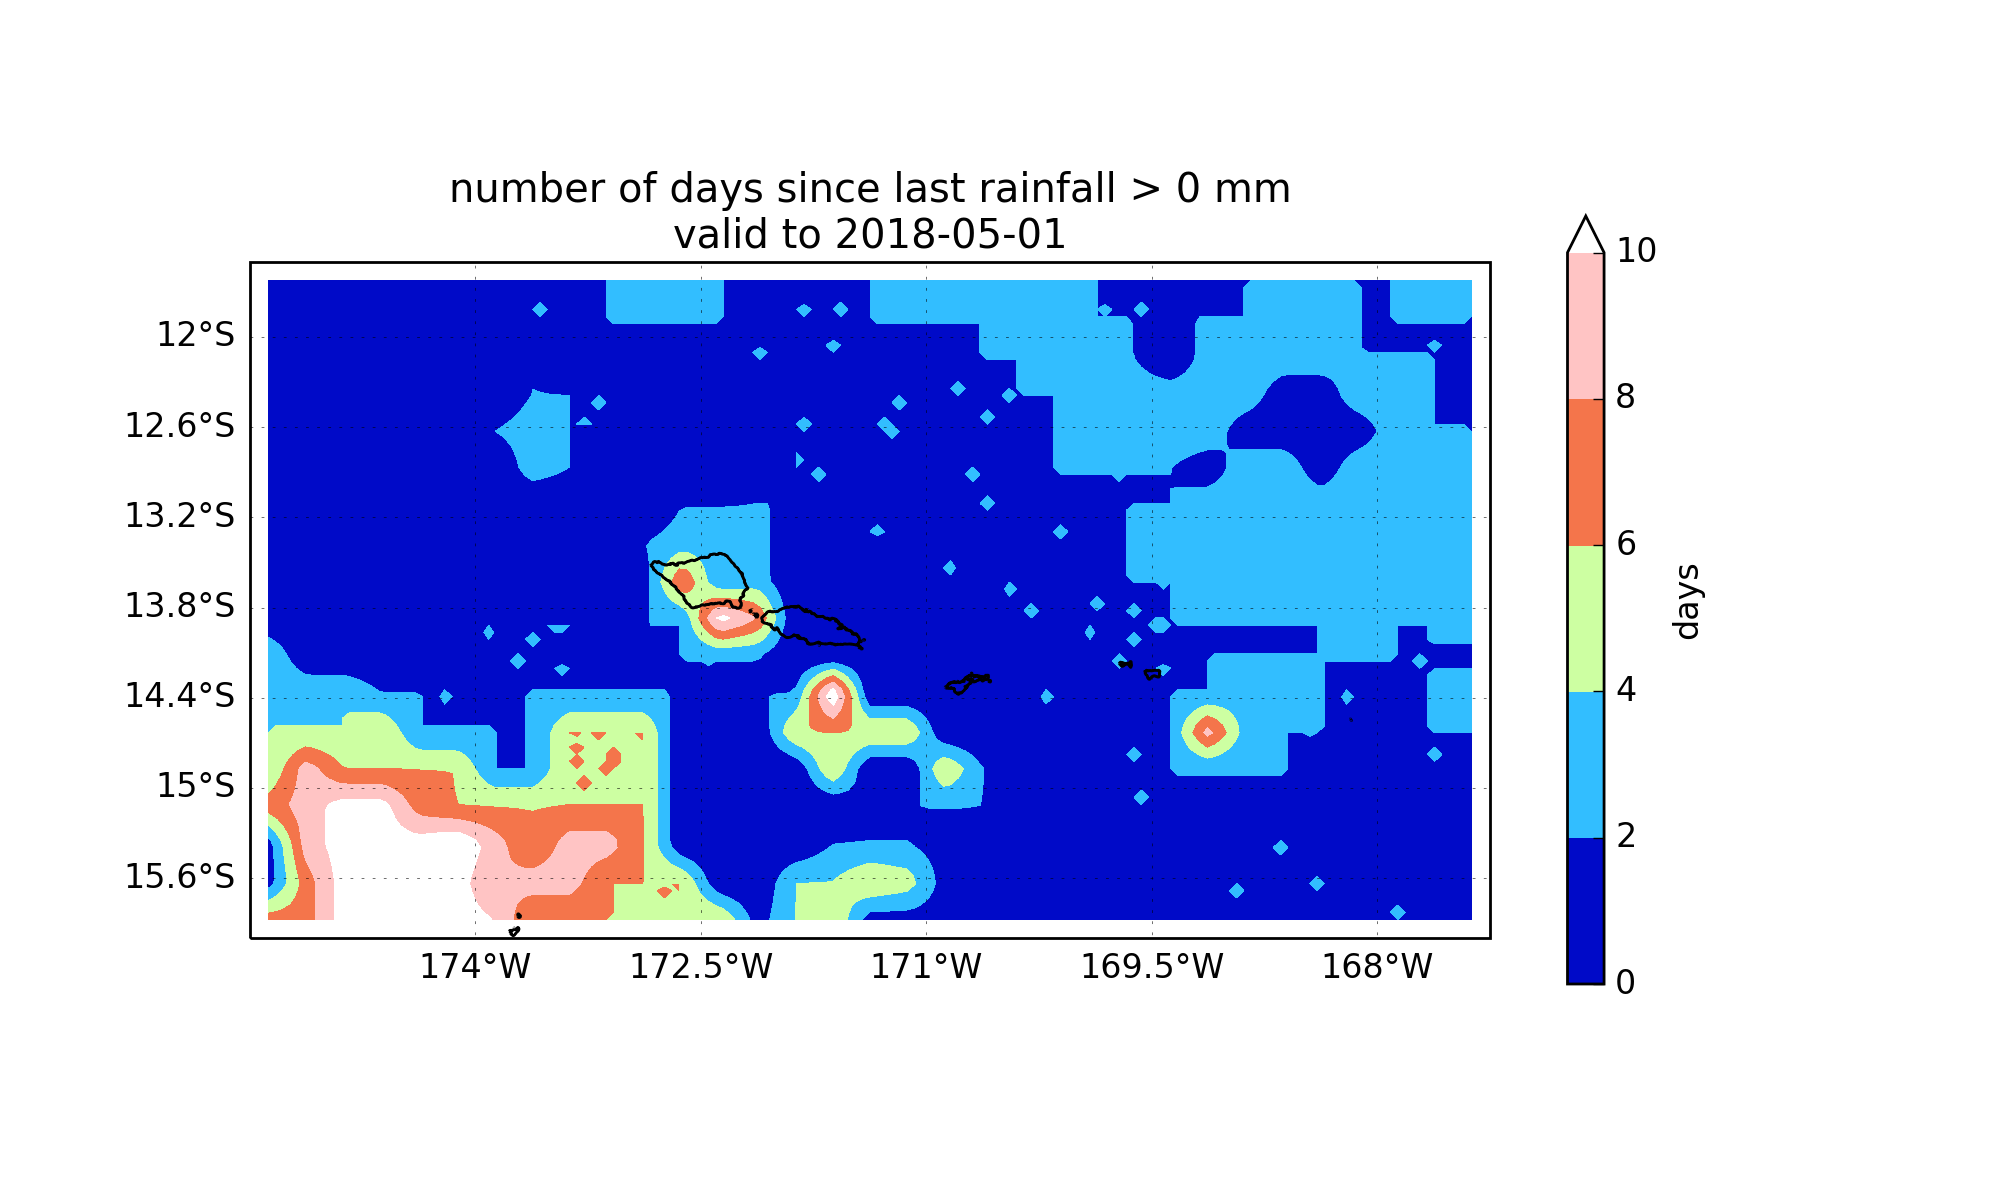 number of days since last rainfall > 0 mm
valid to 2018-05-01
12°S
12.6°S
13.2°S
13.8°S
14.4°S
15°S
15.6°S
174°W
172.5°W
171°W
169.5°W
168°W
10
8
6
4
2
0
days